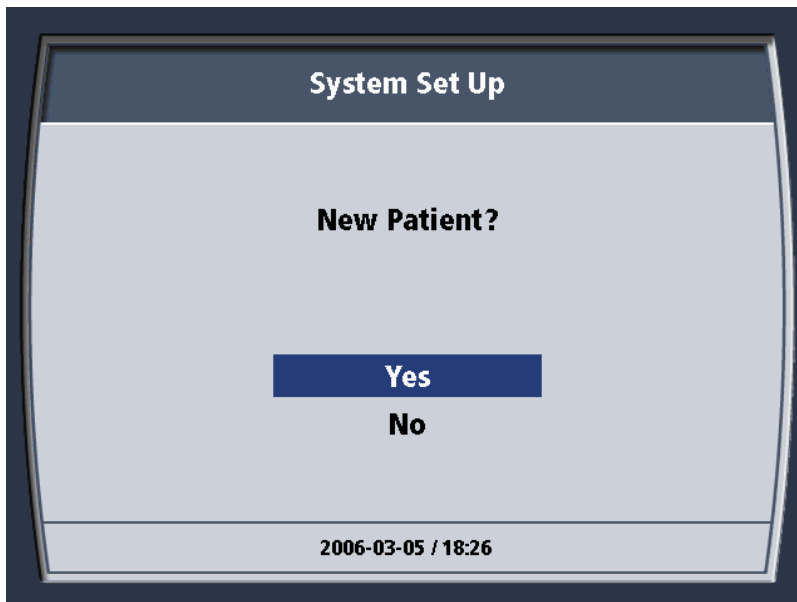 System Set Up
New Patient?
Yes
No
2006-03-05 / 18:26